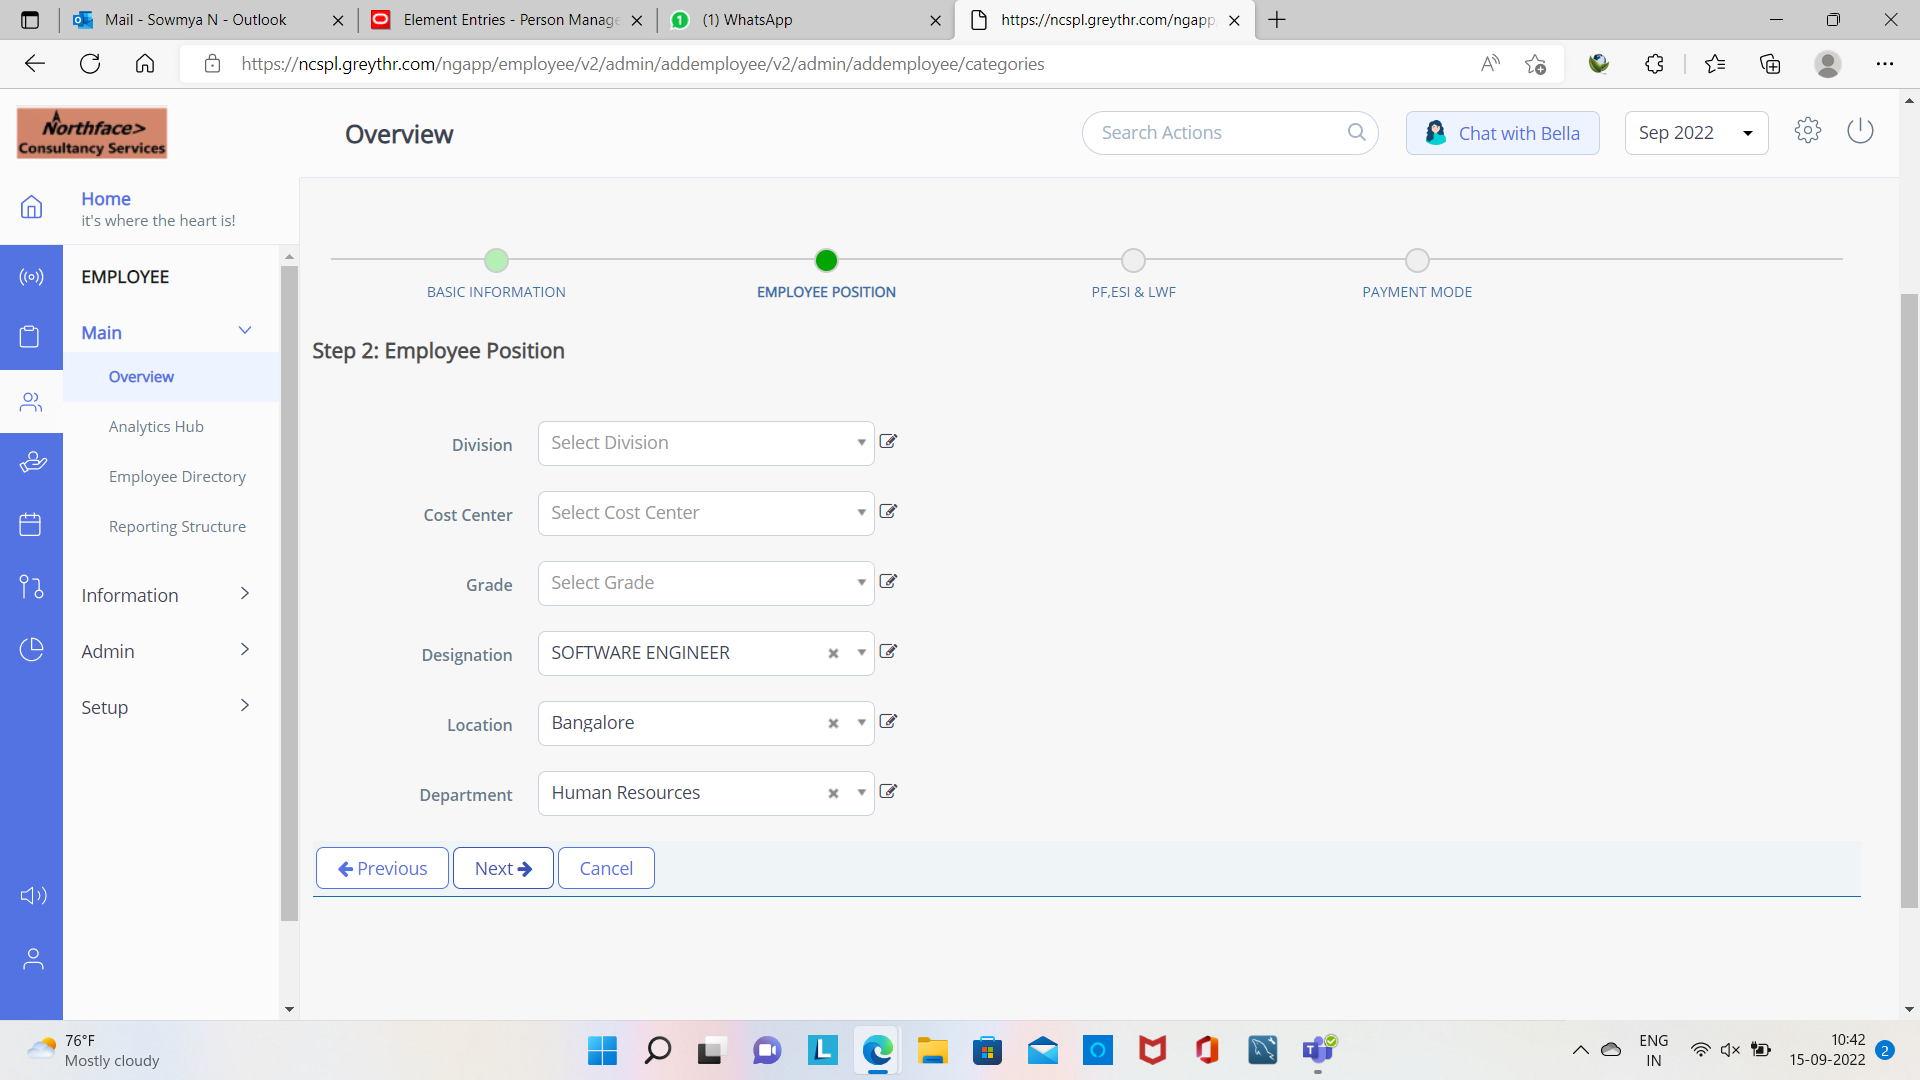 Mail - Sowmya N - Outlook
Element Entries - Person Manage
(1) WhatsApp
https://ncspl.greythr.com/ngapp
https://ncspl.greythr.com/ngapp/employee/v2/admin/addemployee/v2/admin/addemployee/categories
Northface>
Consultancy Services
Overview
Search Actions
Chat with Bella
Sep 2022
Home
it's where the heart is!
EMPLOYEE
Main
Overview
Analytics Hub
Employee Directory
Reporting Structure
Information
Admin
Setup
BASIC INFORMATION
EMPLOYEE POSITION
PF,ESI & LWF
PAYMENT MODE
Step 2: Employee Position
Division
Select Division
Cost Center
Select Cost Center
Grade
Select Grade
Designation
SOFTWARE ENGINEER
Location
Bangalore
Department
Human Resources
Previous
Next
Cancel
76°F
Mostly cloudy
ENG
IN
10:42
15-09-2022
2